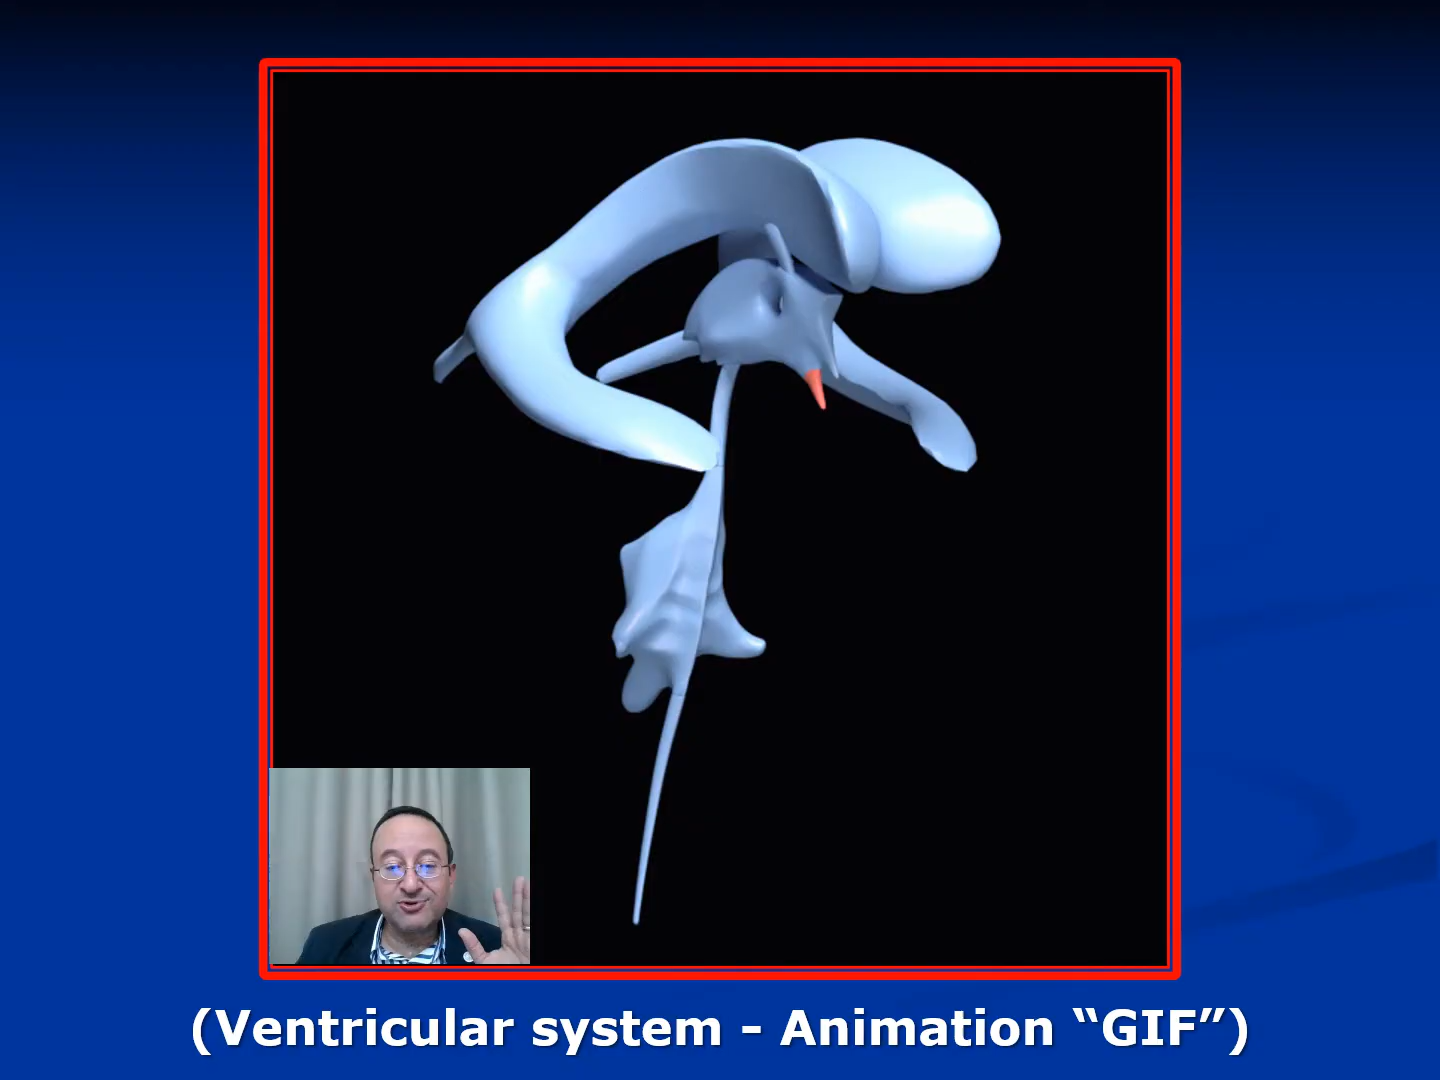 (Ventricular system - Animation “GIF”)